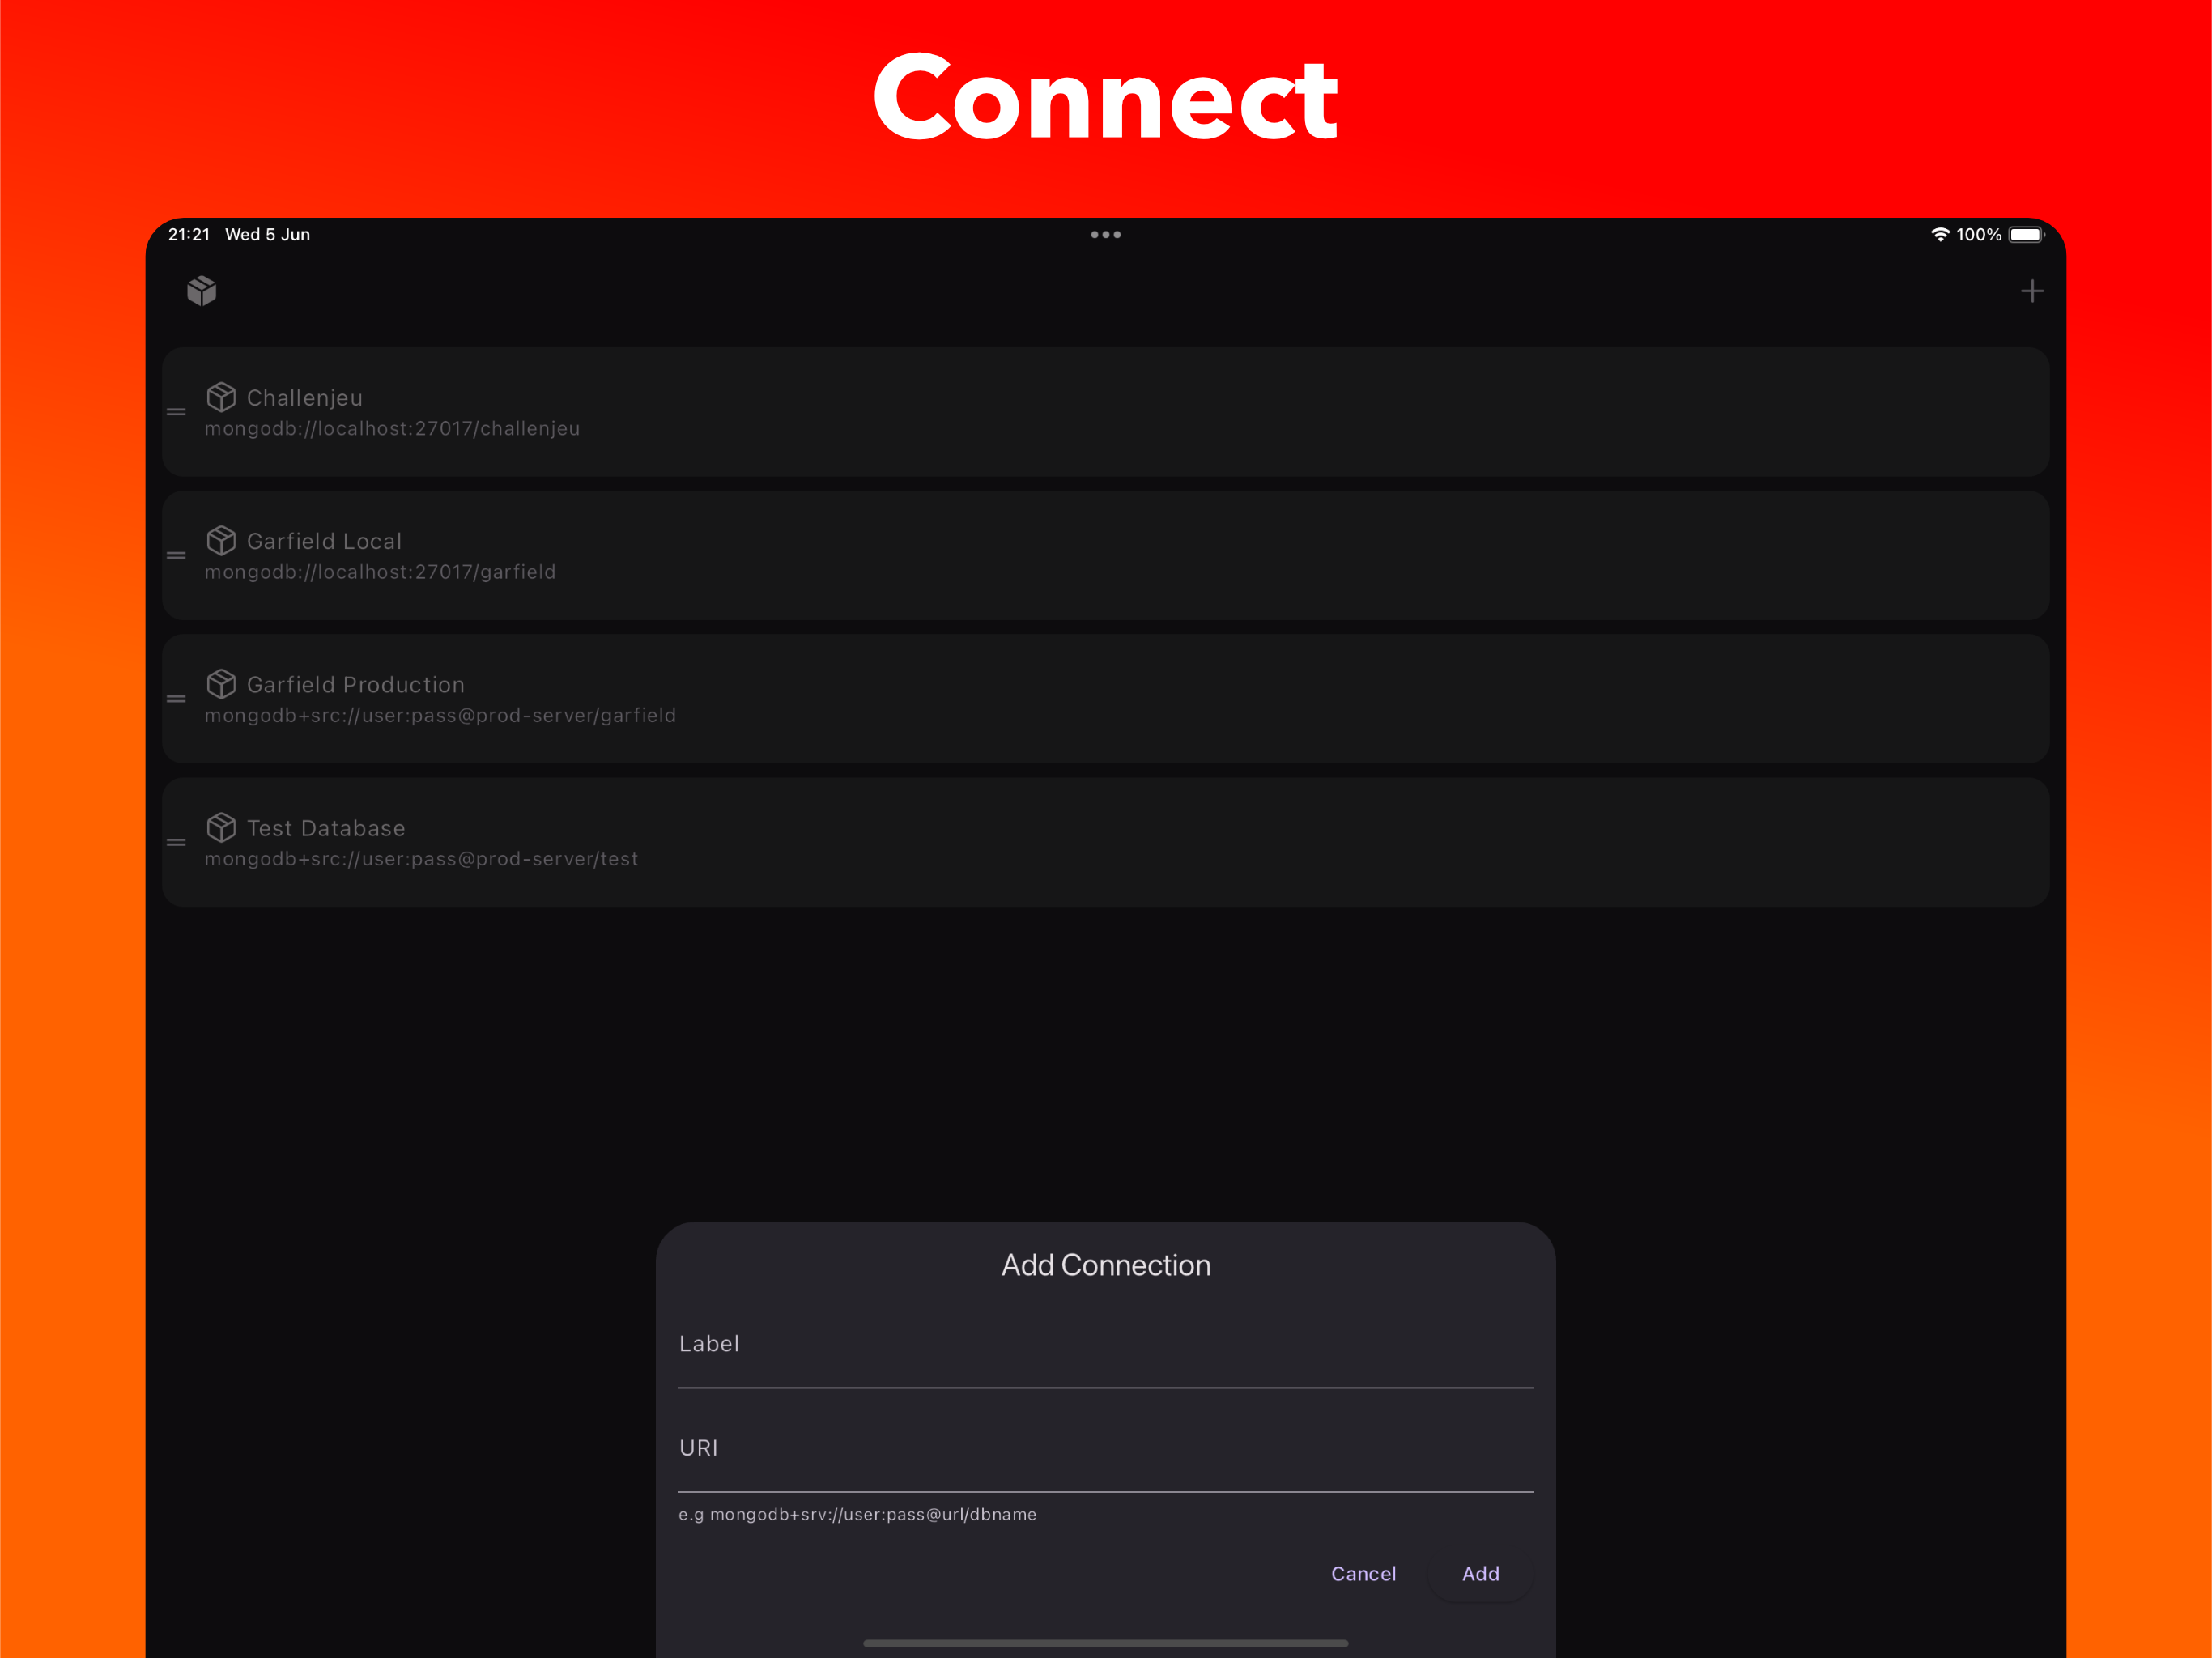 Connect
21:21 Wed 5 Jun
100%
Challenjeu
mongodb://localhost:27017/challenjeu
Garfield Local
mongodb://localhost:27017/garfield
Garfield Production
mongodb+src://user:pass@prod-server/garfield
Test Database
mongodb+src://user:pass@prod-server/test
Add Connection
Label
URI
e.g mongodb+srv://user:pass@url/dbname
Cancel Add